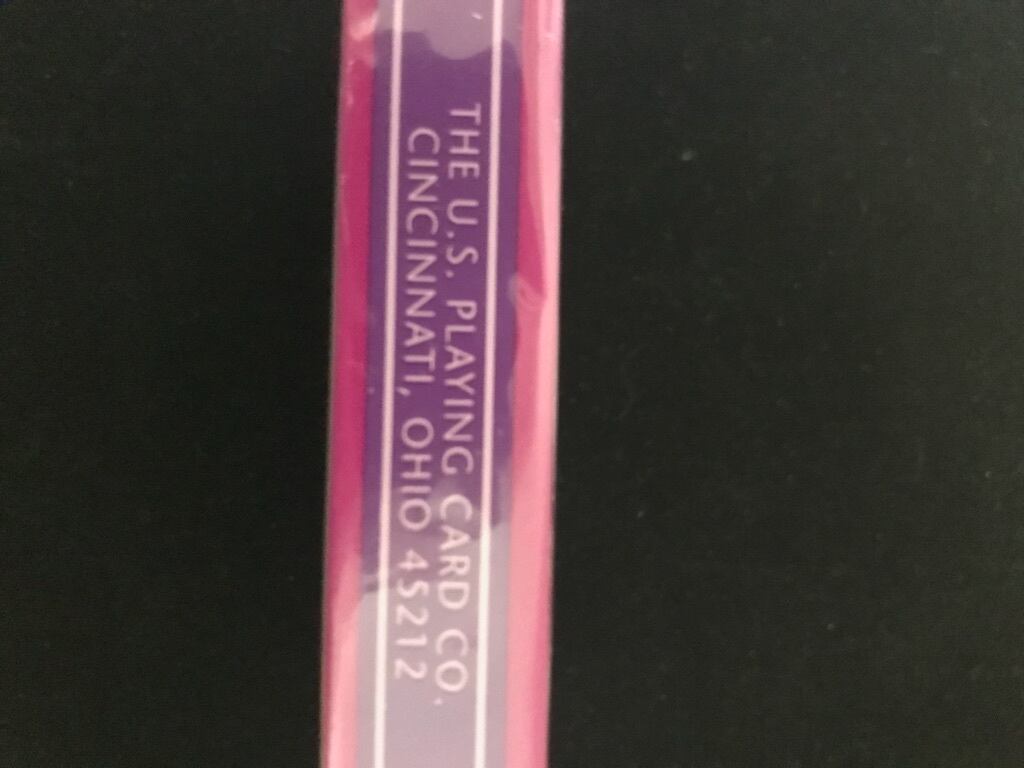 THE U.S. PLAYING CARD CO.
CINCINNATI, OHIO 45212